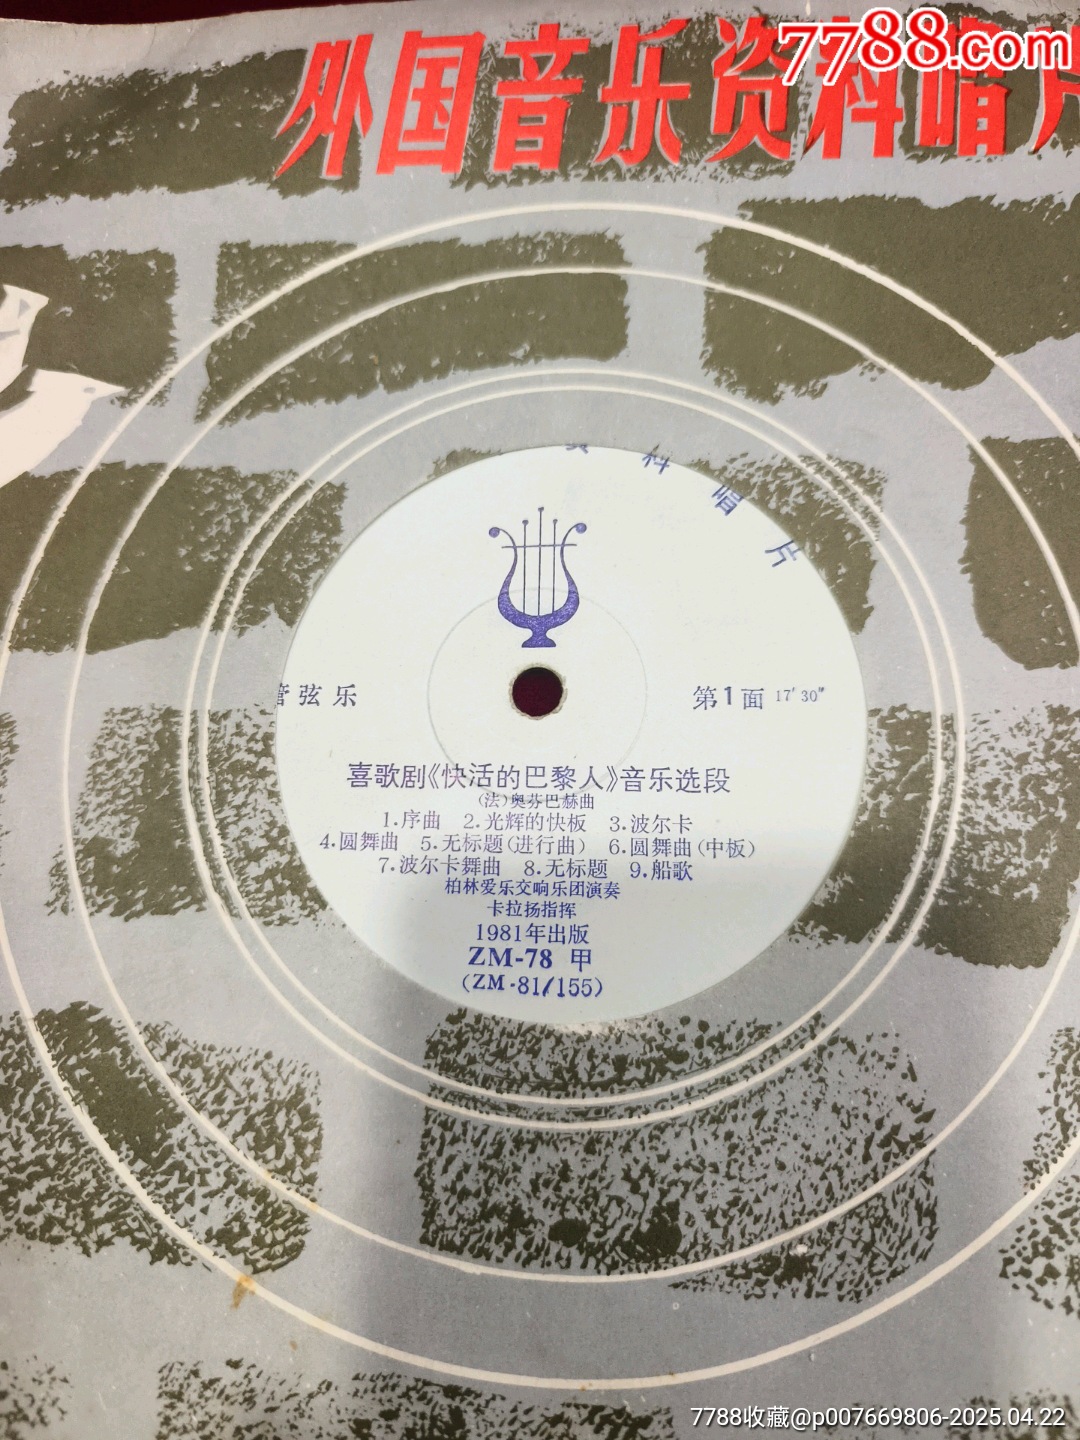 外国音乐资料唱片
7788.com
资料唱片
管弦乐
第1面 17′30″
喜歌剧《快活的巴黎人》音乐选段
(法)奥芬巴赫曲
1.序曲 2.光辉的快板 3.波尔卡
4.圆舞曲 5.无标题(进行曲) 6.圆舞曲(中板)
7.波尔卡舞曲 8.无标题 9.船歌
柏林爱乐交响乐团演奏
卡拉扬指挥
1981年出版
ZM-78 甲
(ZM-81/155)
7788收藏@p007669806-2025.04.22